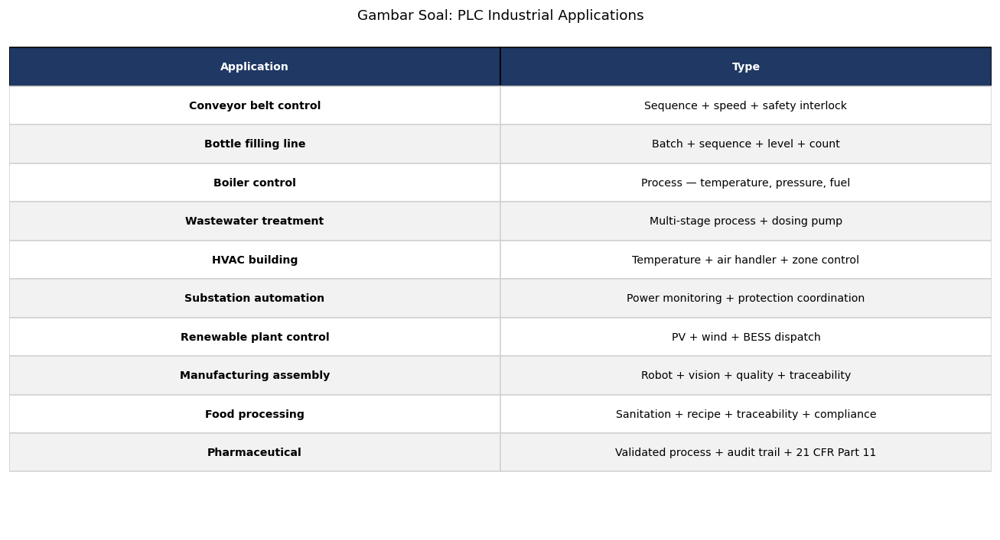 Gambar Soal: PLC Industrial Applications
Application Type
Conveyor belt control Sequence + speed + safety interlock
Bottle filling line Batch + sequence + level + count
Boiler control Process — temperature, pressure, fuel
Wastewater treatment Multi-stage process + dosing pump
HVAC building Temperature + air handler + zone control
Substation automation Power monitoring + protection coordination
Renewable plant control PV + wind + BESS dispatch
Manufacturing assembly Robot + vision + quality + traceability
Food processing Sanitation + recipe + traceability + compliance
Pharmaceutical Validated process + audit trail + 21 CFR Part 11